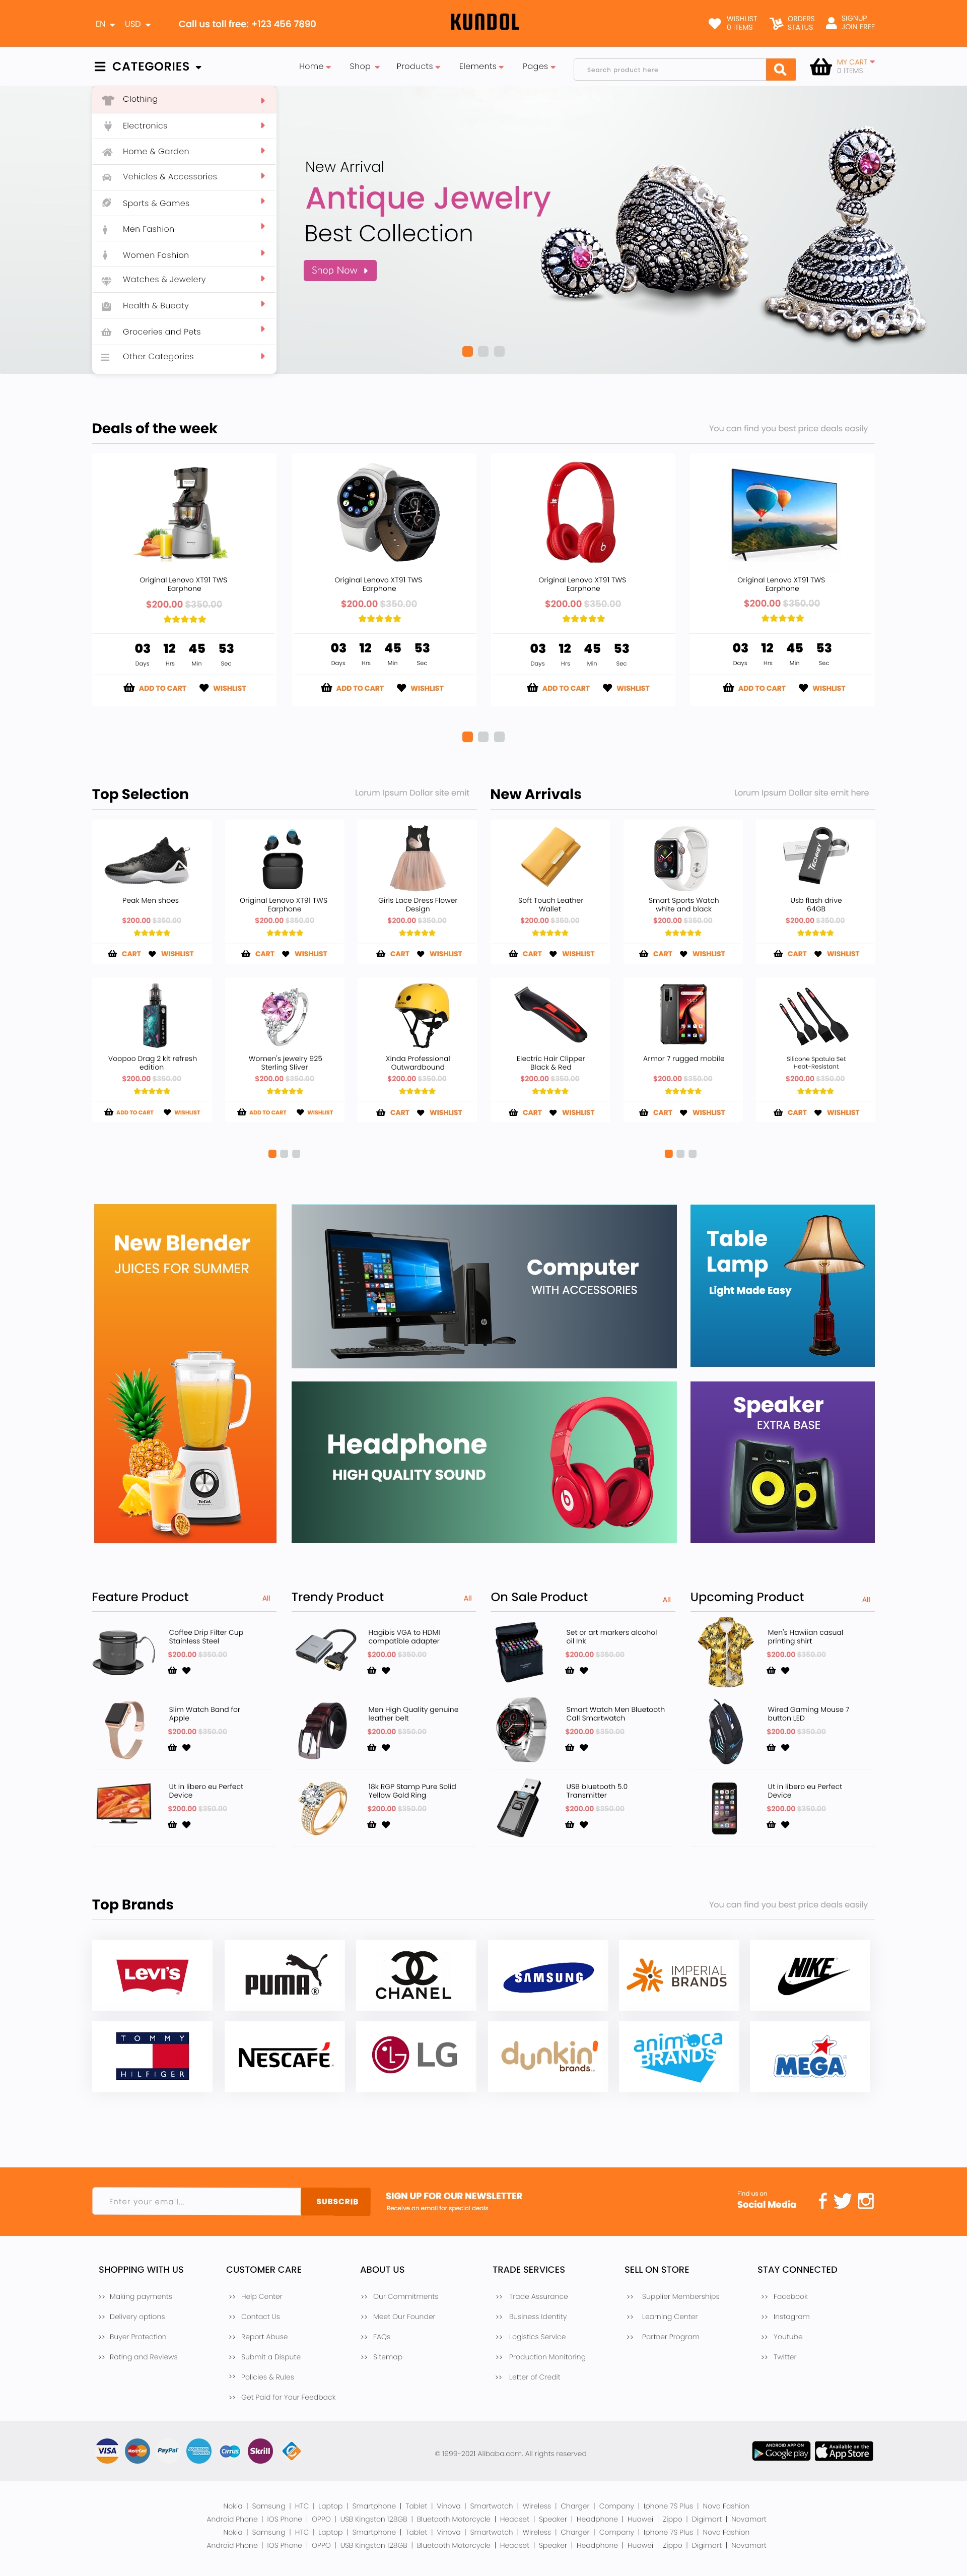 EN USD Call us toll free: +123 456 7890
KUNDOL
WISHLIST
0 ITEMS
ORDERS
STATUS
SIGNUP
JOIN FREE
CATEGORIES
Home Shop Products Elements Pages
Search product here
MY CART
0 ITEMS
Clothing
Electronics
Home & Garden
Vehicles & Accessories
Sports & Games
Men Fashion
Women Fashion
Watches & Jewelery
Health & Bueaty
Groceries and Pets
Other Categories
New Arrival
Antique Jewelry
Best Collection
Shop Now
Deals of the week
You can find you best price deals easily
Original Lenovo XT91 TWS
Earphone
$200.00 $350.00
03 12 45 53
Days Hrs Min Sec
ADD TO CART WISHLIST
Original Lenovo XT91 TWS
Earphone
$200.00 $350.00
03 12 45 53
Days Hrs Min Sec
ADD TO CART WISHLIST
Original Lenovo XT91 TWS
Earphone
$200.00 $350.00
03 12 45 53
Days Hrs Min Sec
ADD TO CART WISHLIST
Original Lenovo XT91 TWS
Earphone
$200.00 $350.00
03 12 45 53
Days Hrs Min Sec
ADD TO CART WISHLIST
Top Selection
Lorum Ipsum Dollar site emit
Peak Men shoes
$200.00 $350.00
CART WISHLIST
Original Lenovo XT91 TWS
Earphone
$200.00 $350.00
CART WISHLIST
Girls Lace Dress Flower
Design
$200.00 $350.00
CART WISHLIST
Voopoo Drag 2 kit refresh
edition
$200.00 $350.00
ADD TO CART WISHLIST
Women's jewelry 925
Sterling Sliver
$200.00 $350.00
ADD TO CART WISHLIST
Xinda Professional
Outwardbound
$200.00 $350.00
CART WISHLIST
New Arrivals
Lorum Ipsum Dollar site emit here
Soft Touch Leather
Wallet
$200.00 $350.00
CART WISHLIST
Smart Sports Watch
white and black
$200.00 $350.00
CART WISHLIST
TECHKEY
Usb flash drive
64GB
$200.00 $350.00
CART WISHLIST
Electric Hair Clipper
Black & Red
$200.00 $350.00
CART WISHLIST
Armor 7 rugged mobile
$200.00 $350.00
CART WISHLIST
Silicone Spatula Set
Heat-Resistant
$200.00 $350.00
CART WISHLIST
New Blender
JUICES FOR SUMMER
Tefal
Computer
WITH ACCESSORIES
Table
Lamp
Light Made Easy
Headphone
HIGH QUALITY SOUND
Speaker
EXTRA BASE
Feature Product All
Coffee Drip Filter Cup
Stainless Steel
$200.00 $350.00
Slim Watch Band for
Apple
$200.00 $350.00
Ut in libero eu Perfect
Device
$200.00 $350.00
Trendy Product All
Hagibis VGA to HDMI
compatible adapter
$200.00 $350.00
Men High Quality genuine
leather belt
$200.00 $350.00
18k RGP Stamp Pure Solid
Yellow Gold Ring
$200.00 $350.00
On Sale Product All
Set or art markers alcohol
oil Ink
$200.00 $350.00
Smart Watch Men Bluetooth
Call Smartwatch
$200.00 $350.00
USB bluetooth 5.0
Transmitter
$200.00 $350.00
Upcoming Product All
Men's Hawiian casual
printing shirt
$200.00 $350.00
Wired Gaming Mouse 7
button LED
$200.00 $350.00
Ut in libero eu Perfect
Device
$200.00 $350.00
Top Brands
You can find you best price deals easily
LEVI'S
PUMA
CHANEL
SAMSUNG
IMPERIAL
BRANDS
NIKE
TOMMY
HILFIGER
NESCAFÉ
LG
dunkin'
brands
animoca
BRANDS
MEGA
Enter your email...
SUBSCRIB
SIGN UP FOR OUR NEWSLETTER
Receive on email for special deals
Find us on
Social Media
SHOPPING WITH US
>> Making payments
>> Delivery options
>> Buyer Protection
>> Rating and Reviews
CUSTOMER CARE
>> Help Center
>> Contact Us
>> Report Abuse
>> Submit a Dispute
>> Policies & Rules
>> Get Paid for Your Feedback
ABOUT US
>> Our Commitments
>> Meet Our Founder
>> FAQs
>> Sitemap
TRADE SERVICES
>> Trade Assurance
>> Business Identity
>> Logistics Service
>> Production Monitoring
>> Letter of Credit
SELL ON STORE
>> Supplier Memberships
>> Learning Center
>> Partner Program
STAY CONNECTED
>> Facebook
>> Instagram
>> Youtube
>> Twitter
VISA
MasterCard
PayPal
Cirrus
Skrill
© 1999-2021 Alibaba.com. All rights reserved
ANDROID APP ON
Google play
Available on the
App Store
Nokia | Samsung | HTC | Laptop | Smartphone | Tablet | Vinova | Smartwatch | Wireless | Charger | Company | Iphone 7S Plus | Nova Fashion
Android Phone | IOS Phone | OPPO | USB Kingston 128GB | Bluetooth Motorcycle | Headset | Speaker | Headphone | Huawei | Zippo | Digimart | Novamart
Nokia | Samsung | HTC | Laptop | Smartphone | Tablet | Vinova | Smartwatch | Wireless | Charger | Company | Iphone 7S Plus | Nova Fashion
Android Phone | IOS Phone | OPPO | USB Kingston 128GB | Bluetooth Motorcycle | Headset | Speaker | Headphone | Huawei | Zippo | Digimart | Novamart